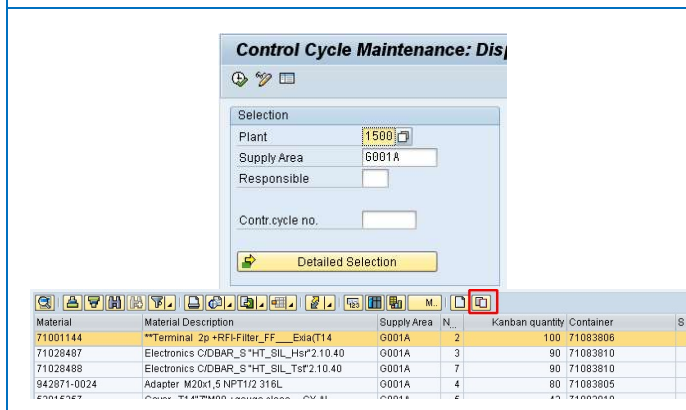 Control Cycle Maintenance: Disp
Selection
Plant 1500
Supply Area G001A
Responsible
Contr.cycle no.
Detailed Selection
M..
Material Material Description Supply Area N... Kanban quantity Container S
71001144 **Terminal 2p +RFI-Filter_FF___Exia(T14 G001A 2 100 71083806
71028487 Electronics C/DBAR_S "HT_SIL_Hsr"2.10.40 G001A 3 90 71083810
71028488 Electronics C/DBAR_S "HT_SIL_Tsf"2.10.40 G001A 7 90 71083810
942871-0024 Adapter M20x1,5 NPT1/2 316L G001A 4 80 71083805